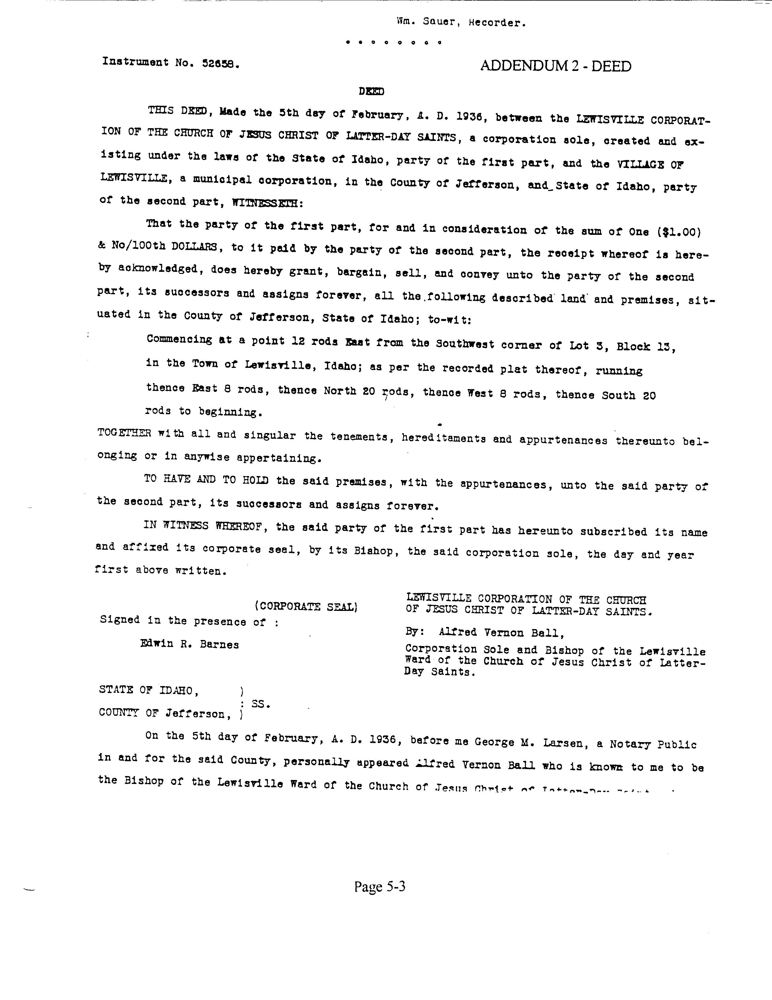 Wm. Sauer, Recorder.
Instrument No. 52658.
ADDENDUM 2 - DEED
DEED
THIS DEED, Made the 5th day of February, A. D. 1936, between the LEWISVILLE CORPORAT-
ION OF THE CHURCH OF JESUS CHRIST OF LATTER-DAY SAINTS, a corporation sole, created and ex-
isting under the laws of the State of Idaho, party of the first part, and the VILLAGE OF
LEWISVILLE, a municipal corporation, in the County of Jefferson, and State of Idaho, party
of the second part, WITNESSETH:
That the party of the first part, for and in consideration of the sum of One ($1.00)
& No/100th DOLLARS, to it paid by the party of the second part, the receipt whereof is here-
by acknowledged, does hereby grant, bargain, sell, and convey unto the party of the second
part, its successors and assigns forever, all the following described land and premises, sit-
uated in the County of Jefferson, State of Idaho; to-wit:
Commencing at a point 12 rods East from the Southwest corner of Lot 3, Block 13,
in the Town of Lewisville, Idaho; as per the recorded plat thereof, running
thence East 8 rods, thence North 20 rods, thence West 8 rods, thence South 20
rods to beginning.
TOGETHER with all and singular the tenements, hereditaments and appurtenances thereunto bel-
onging or in anywise appertaining.
TO HAVE AND TO HOLD the said premises, with the appurtenances, unto the said party of
the second part, its successors and assigns forever.
IN WITNESS WHEREOF, the said party of the first part has hereunto subscribed its name
and affixed its corporate seal, by its Bishop, the said corporation sole, the day and year
first above written.
(CORPORATE SEAL)
LEWISVILLE CORPORATION OF THE CHURCH
OF JESUS CHRIST OF LATTER-DAY SAINTS.
Signed in the presence of :
By: Alfred Vernon Ball,
Edwin R. Barnes
Corporation Sole and Bishop of the Lewisville
Ward of the Church of Jesus Christ of Latter-
Day Saints.
STATE OF IDAHO, )
: SS.
COUNTY OF Jefferson, )
On the 5th day of February, A. D. 1936, before me George M. Larsen, a Notary Public
in and for the said County, personally appeared Alfred Vernon Ball who is known to me to be
the Bishop of the Lewisville Ward of the Church of Jesus Christ of Latter-Day
Page 5-3